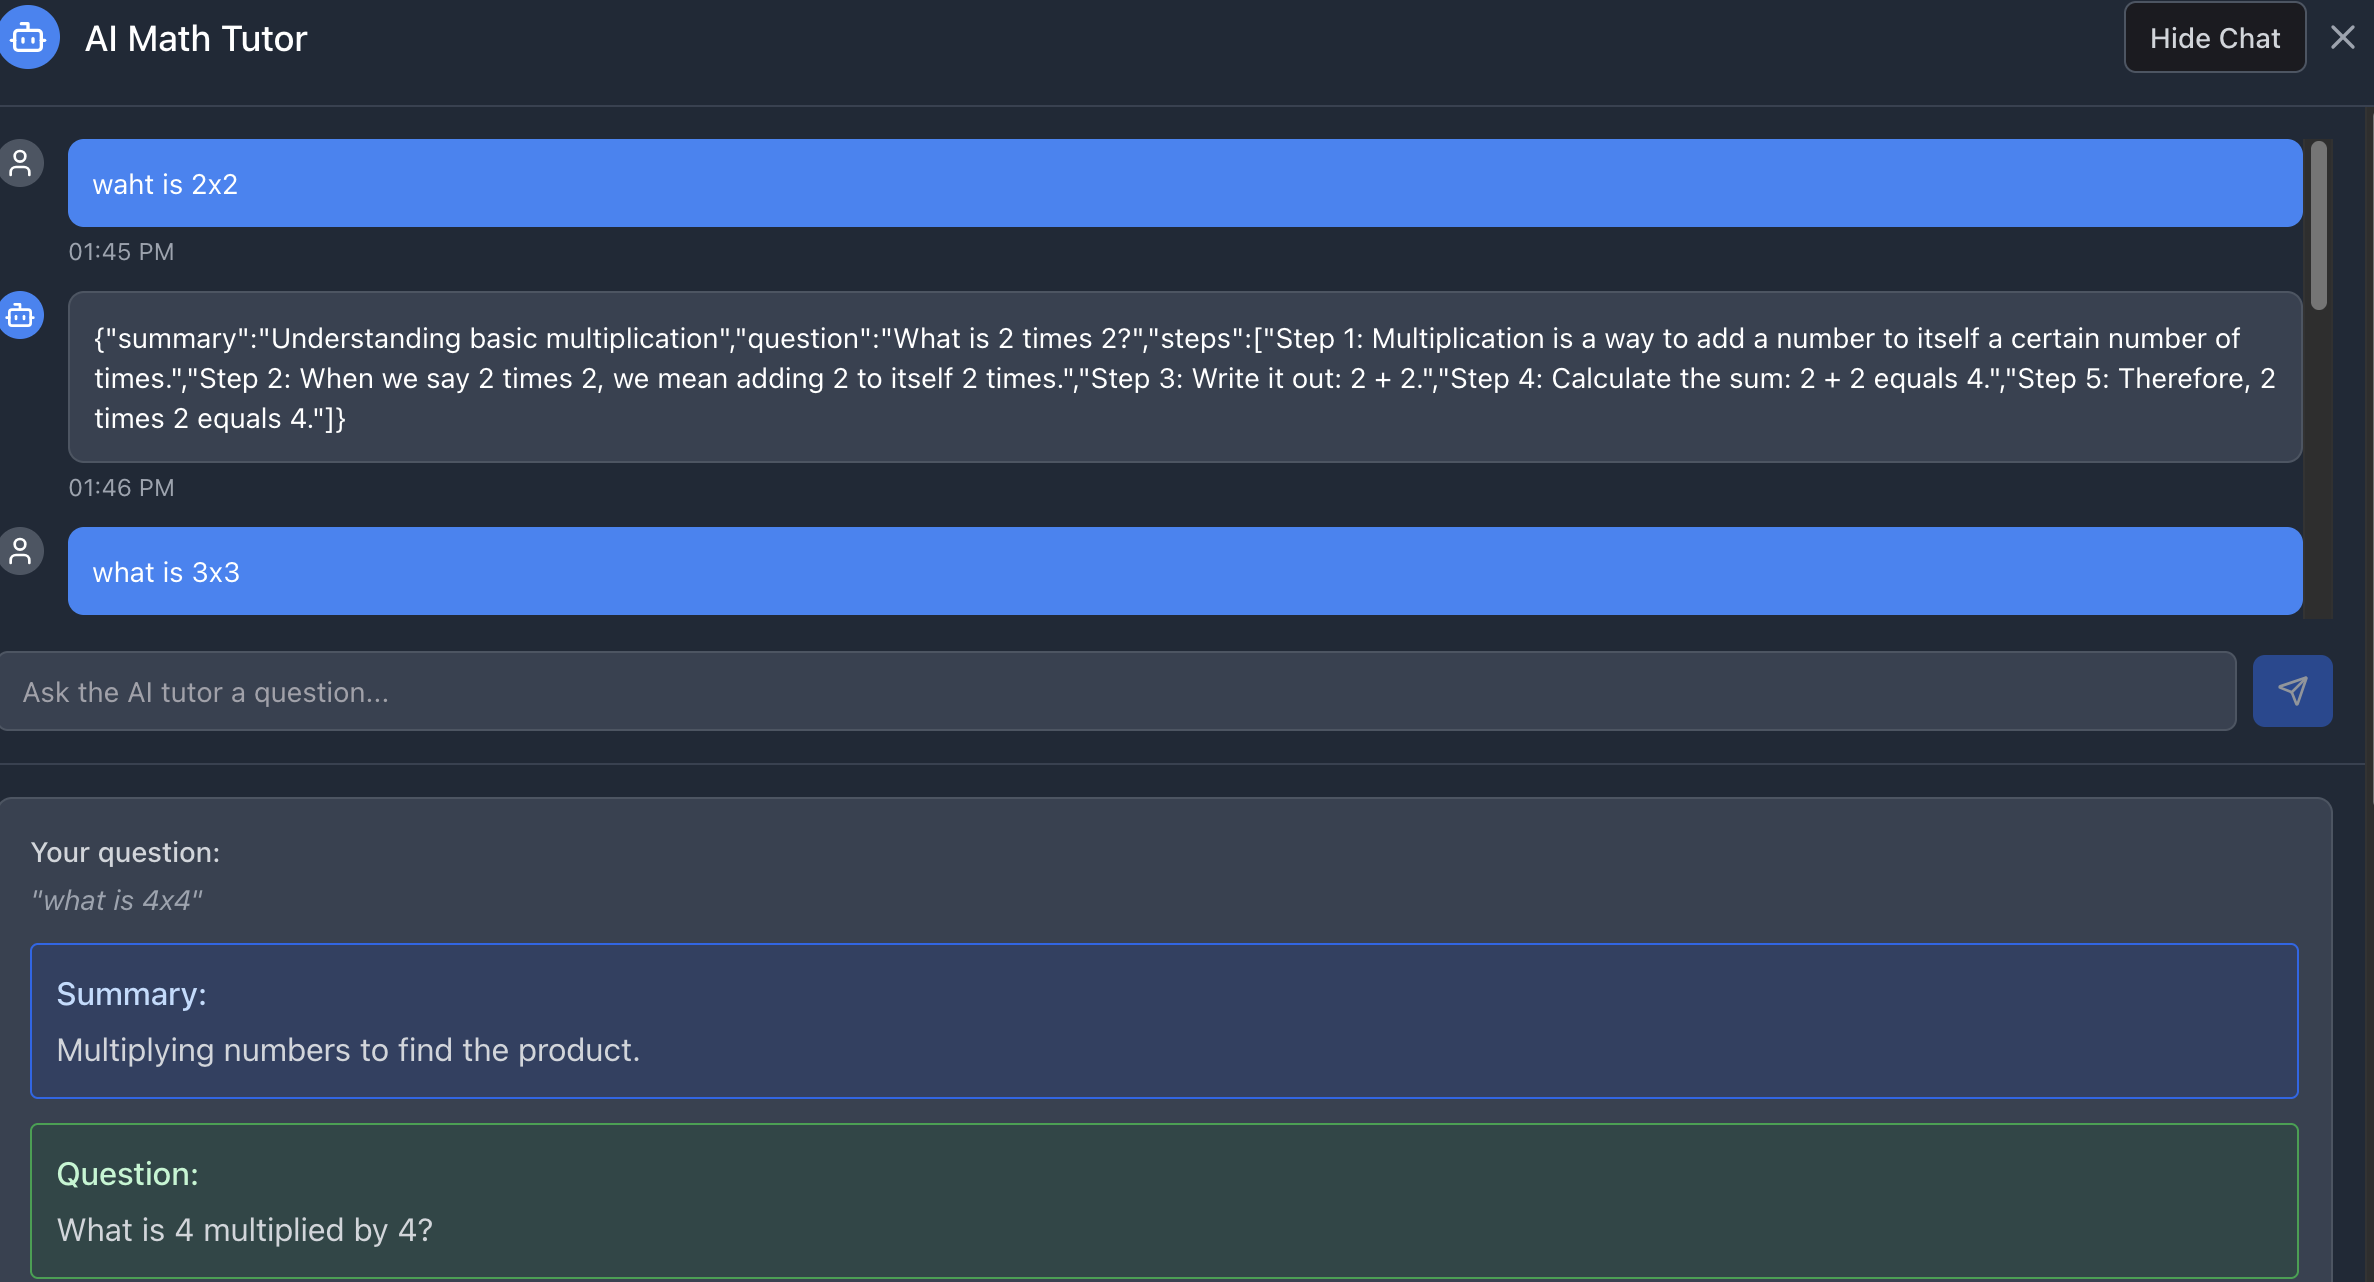 AI Math Tutor
Hide Chat
waht is 2x2
01:45 PM
{"summary":"Understanding basic multiplication","question":"What is 2 times 2?","steps":["Step 1: Multiplication is a way to add a number to itself a certain number of
times.","Step 2: When we say 2 times 2, we mean adding 2 to itself 2 times.","Step 3: Write it out: 2 + 2.","Step 4: Calculate the sum: 2 + 2 equals 4.","Step 5: Therefore, 2
times 2 equals 4."]}
01:46 PM
what is 3x3
Ask the AI tutor a question...
Your question:
"what is 4x4"
Summary:
Multiplying numbers to find the product.
Question:
What is 4 multiplied by 4?